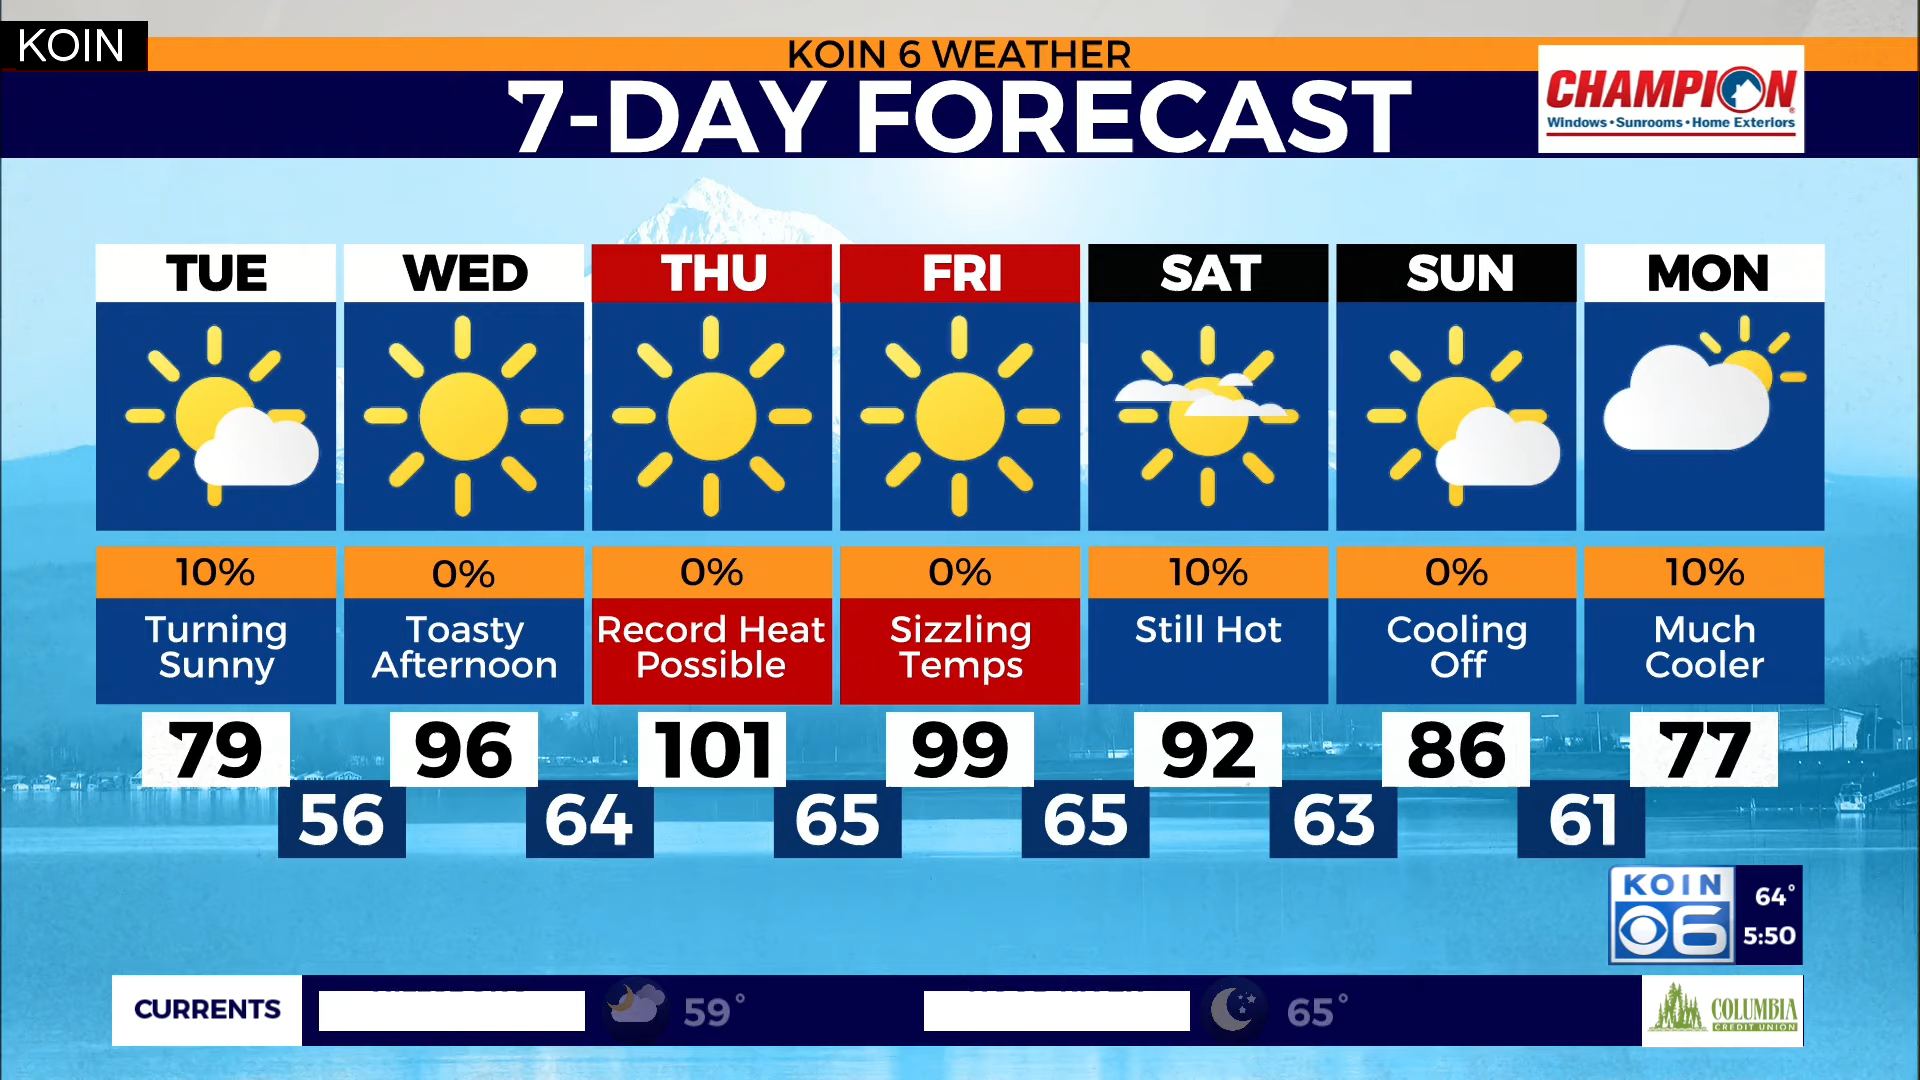 KOIN
KOIN 6 WEATHER
7-DAY FORECAST
CHAMPION
Windows • Sunrooms • Home Exteriors
TUE WED THU FRI SAT SUN MON
10% 0% 0% 0% 10% 0% 10%
Turning Sunny
Toasty Afternoon
Record Heat Possible
Sizzling Temps
Still Hot
Cooling Off
Much Cooler
79 96 101 99 92 86 77
56 64 65 65 63 61
KOIN 6
64°
5:50
CURRENTS
59°
65°
COLUMBIA
CREDIT UNION